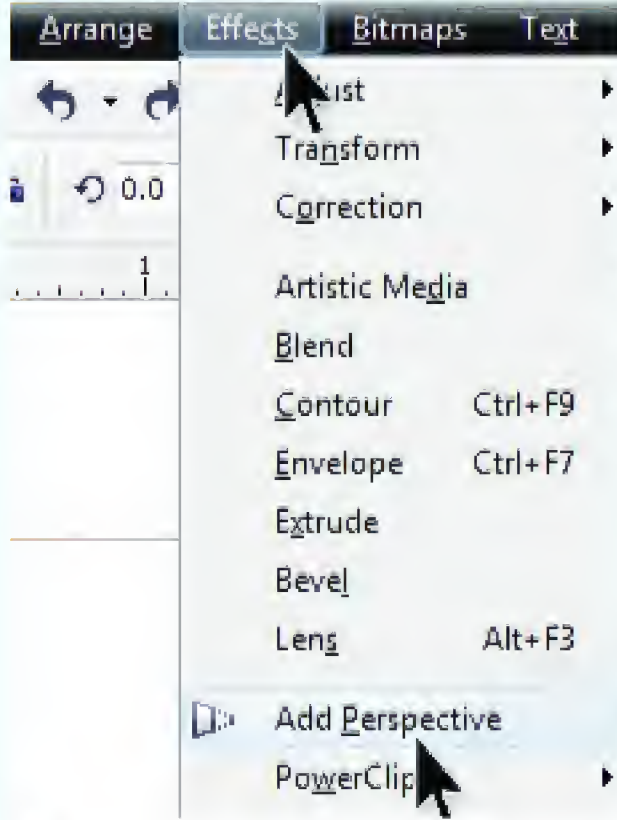 Arrange Effects Bitmaps Text
Adjust
Transform
0.0
Correction
1
Artistic Media
Blend
Contour Ctrl+F9
Envelope Ctrl+F7
Extrude
Bevel
Lens Alt+F3
Add Perspective
PowerClip